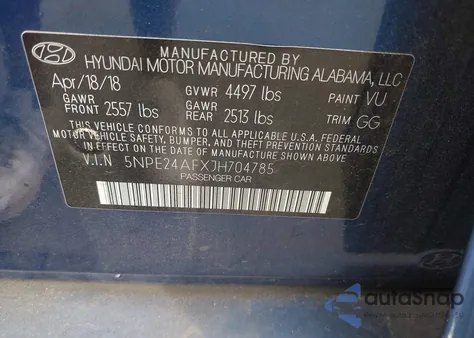 MANUFACTURED BY
HYUNDAI MOTOR MANUFACTURING ALABAMA, LLC
Apr/18/18 GVWR 4497 lbs PAINT VU
GAWR FRONT 2557 lbs GAWR REAR 2513 lbs TRIM GG
THIS VEHICLE CONFORMS TO ALL APPLICABLE U.S.A. FEDERAL
MOTOR VEHICLE SAFETY, BUMPER, AND THEFT PREVENTION STANDARDS
IN EFFECT ON THE DATE OF MANUFACTURE SHOWN ABOVE.
V.I.N 5NPE24AFXJH704785
PASSENGER CAR
autosnap